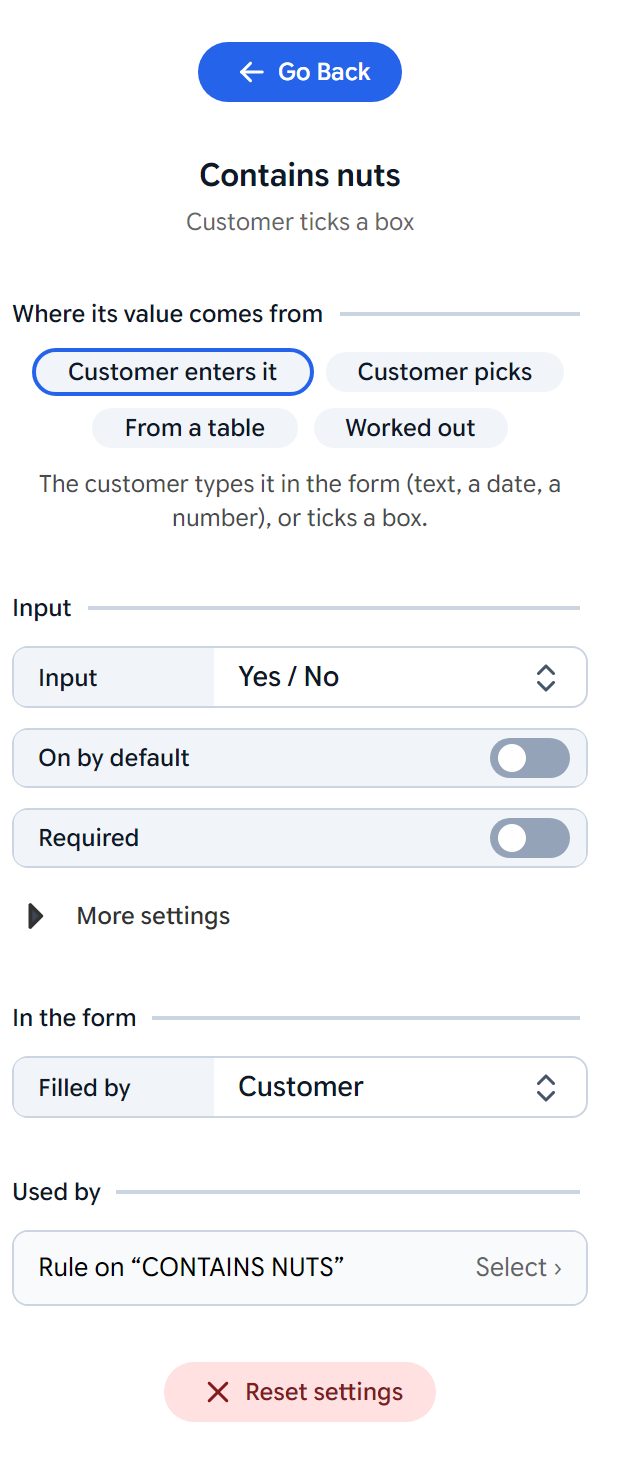 Go Back
Contains nuts
Customer ticks a box
Where its value comes from
Customer enters it
Customer picks
From a table
Worked out
The customer types it in the form (text, a date, a
number), or ticks a box.
Input
Input
Yes / No
On by default
Required
More settings
In the form
Filled by
Customer
Used by
Rule on “CONTAINS NUTS”
Select ›
Reset settings